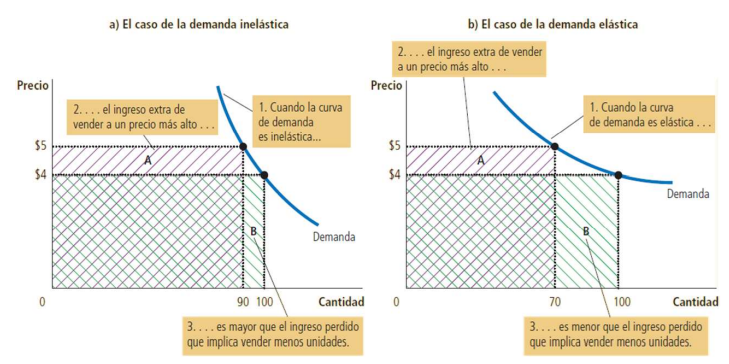 a) El caso de la demanda inelástica
Precio
2. . . . el ingreso extra de
vender a un precio más alto . . .
1. Cuando la curva
de demanda
es inelástica...
$5
A
$4
B
Demanda
0
90 100
Cantidad
3. . . . es mayor que el ingreso perdido
que implica vender menos unidades.
b) El caso de la demanda elástica
2. . . . el ingreso extra de vender
a un precio más alto . . .
Precio
1. Cuando la curva
de demanda es elástica . . .
$5
A
$4
Demanda
B
0
70
100
Cantidad
3. . . . es menor que el ingreso perdido
que implica vender menos unidades.